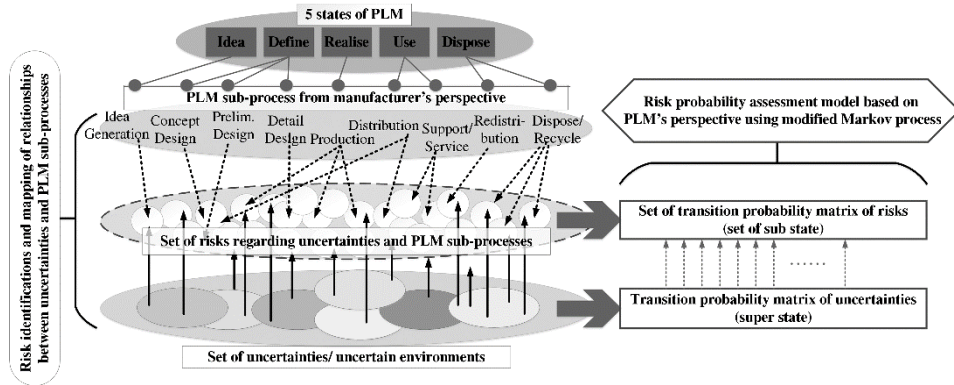 5 states of PLM
Idea Define Realise Use Dispose
PLM sub-process from manufacturer's perspective
Idea
Generation
Concept
Design
Prelim.
Design
Detail
Design
Production
Distribution
Support/
Service
Redistri-
bution
Dispose/
Recycle
Set of risks regarding uncertainties and PLM sub-processes
Set of uncertainties/ uncertain environments
Risk identifications and mapping of relationships
between uncertainties and PLM sub-processes
Risk probability assessment model based on
PLM's perspective using modified Markov process
Set of transition probability matrix of risks
(set of sub state)
......
Transition probability matrix of uncertainties
(super state)